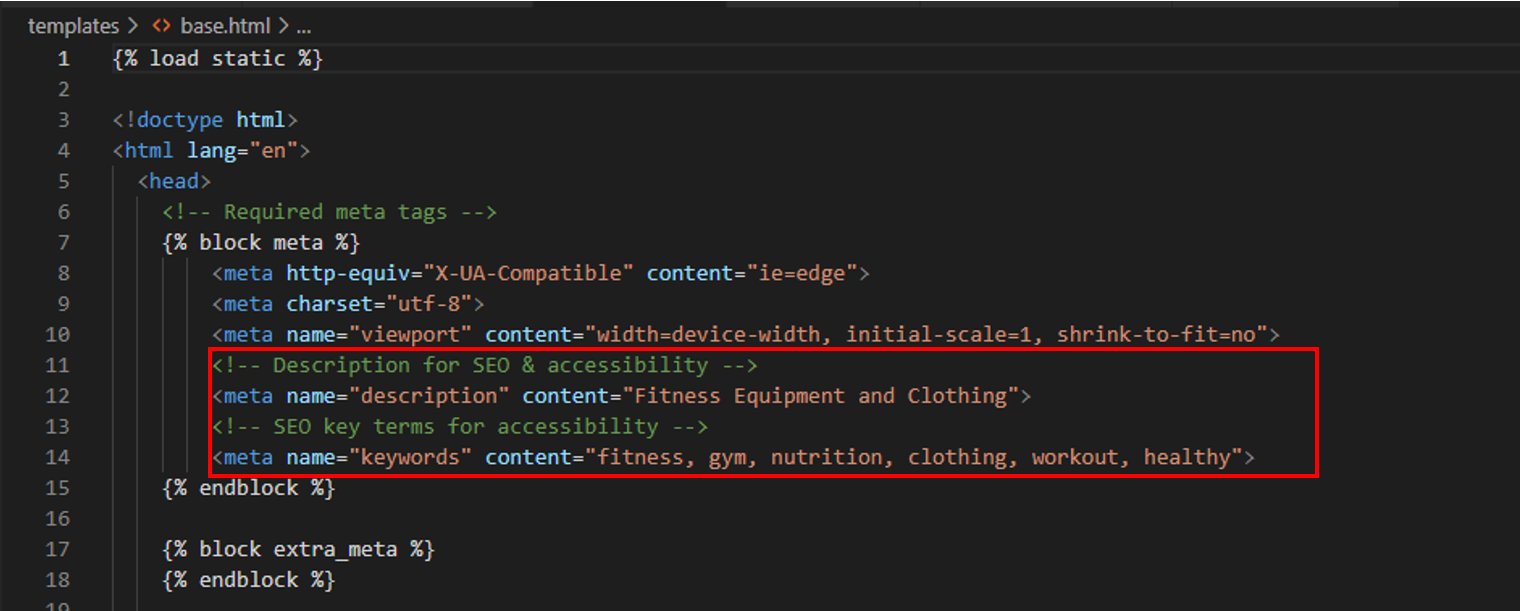 templates > <> base.html > ...
1 {% load static %}
2
3 <!doctype html>
4 <html lang="en">
5 <head>
6 <!-- Required meta tags -->
7 {% block meta %}
8 <meta http-equiv="X-UA-Compatible" content="ie=edge">
9 <meta charset="utf-8">
10 <meta name="viewport" content="width=device-width, initial-scale=1, shrink-to-fit=no">
11 <!-- Description for SEO & accessibility -->
12 <meta name="description" content="Fitness Equipment and Clothing">
13 <!-- SEO key terms for accessibility -->
14 <meta name="keywords" content="fitness, gym, nutrition, clothing, workout, healthy">
15 {% endblock %}
16
17 {% block extra_meta %}
18 {% endblock %}
19